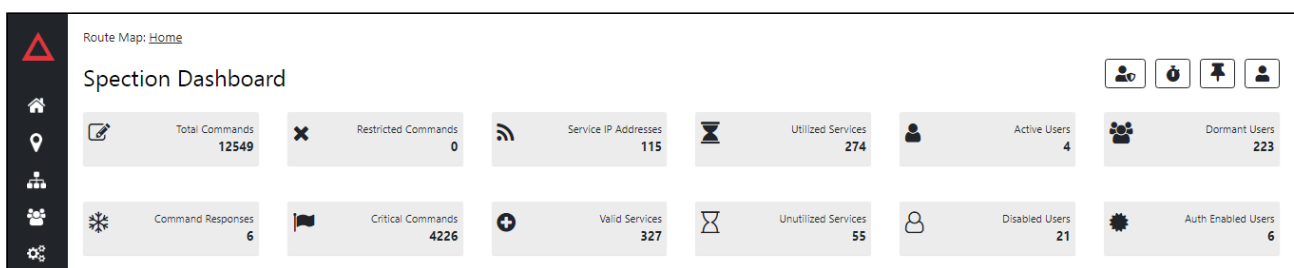 Route Map: Home
Spection Dashboard
Total Commands
12549
Restricted Commands
0
Service IP Addresses
115
Utilized Services
274
Active Users
4
Dormant Users
223
Command Responses
6
Critical Commands
4226
Valid Services
327
Unutilized Services
55
Disabled Users
21
Auth Enabled Users
6